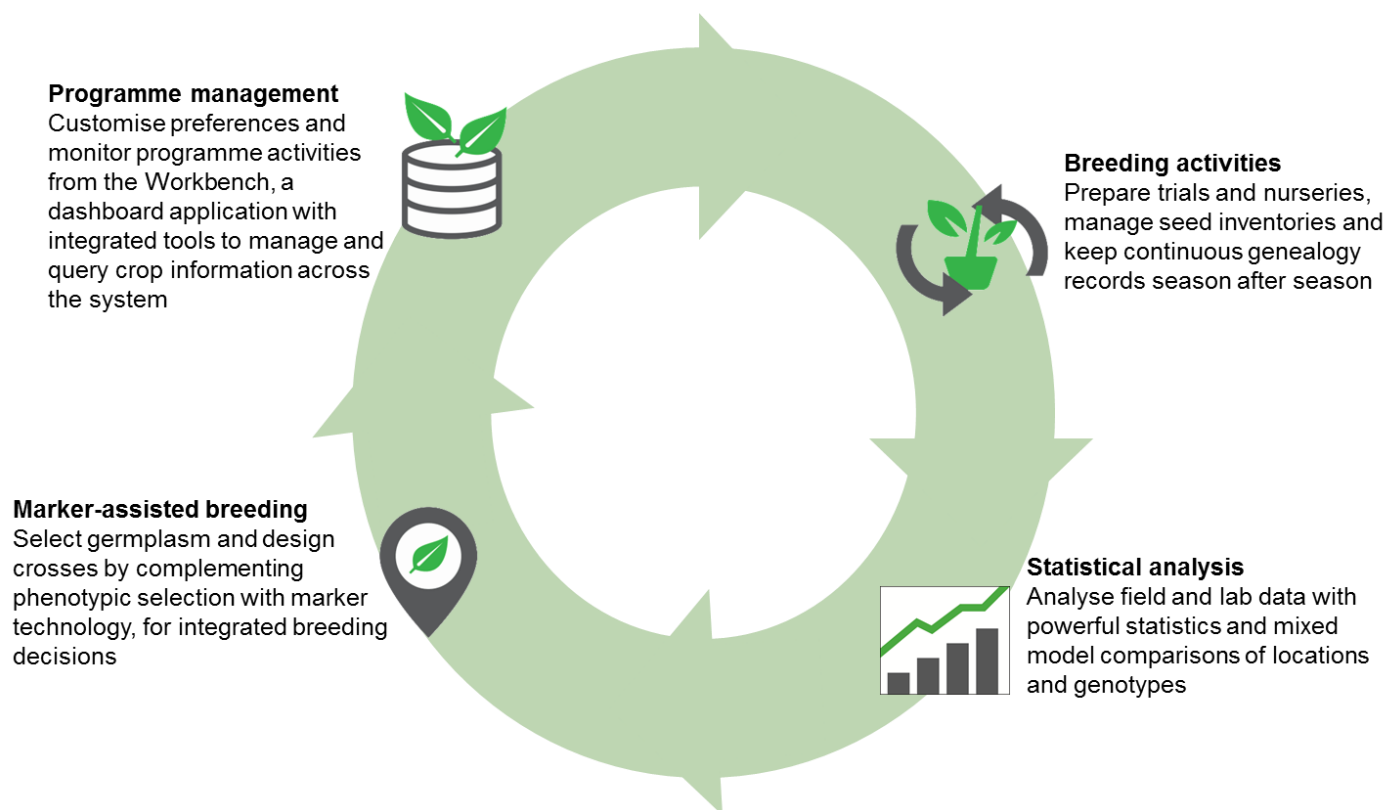 Programme management
Customise preferences and
monitor programme activities
from the Workbench, a
dashboard application with
integrated tools to manage and
query crop information across
the system
Breeding activities
Prepare trials and nurseries,
manage seed inventories and
keep continuous genealogy
records season after season
Marker-assisted breeding
Select germplasm and design
crosses by complementing
phenotypic selection with marker
technology, for integrated breeding
decisions
Statistical analysis
Analyse field and lab data with
powerful statistics and mixed
model comparisons of locations
and genotypes